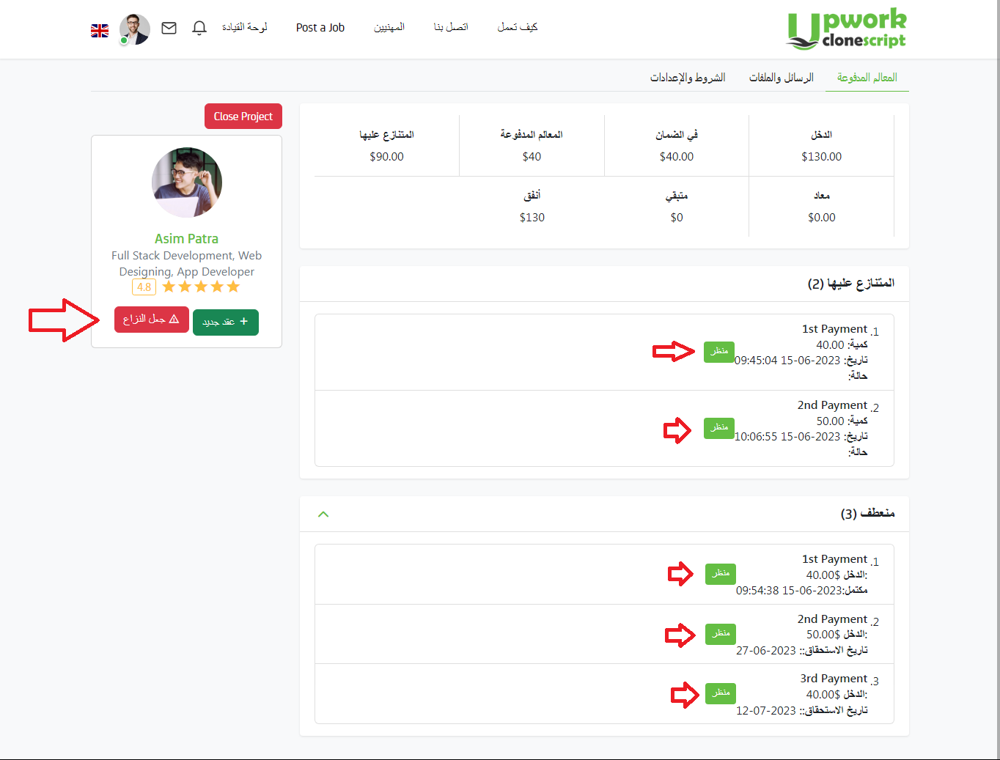 Upwork
clonescript
كيف تعمل
اتصل بنا
المهنيين
Post a Job
لوحة القيادة
المعالم المدفوعة
الرسائل والملفات
الشروط والإعدادات
الدخل
$130.00
في الضمان
$40.00
المعالم المدفوعة
$40
المتنازع عليها
$90.00
معاد
$0.00
متبقي
$0
أنفق
$130
Close Project
Asim Patra
Full Stack Development, Web
Designing, App Developer
4.8
+ عقد جديد
جعل النزاع
المتنازع عليها (2)
1. 1st Payment
كمية: 40.00
تاريخ: 15-06-2023 09:45:04
حالة:
منظر
2. 2nd Payment
كمية: 50.00
تاريخ: 15-06-2023 10:06:55
حالة:
منظر
منعطف (3)
1. 1st Payment
الدخل $40.00:
مكتمل:15-06-2023 09:54:38
منظر
2. 2nd Payment
الدخل $50.00:
تاريخ الاستحقاق:: 27-06-2023
منظر
3. 3rd Payment
الدخل $40.00:
تاريخ الاستحقاق:: 12-07-2023
منظر